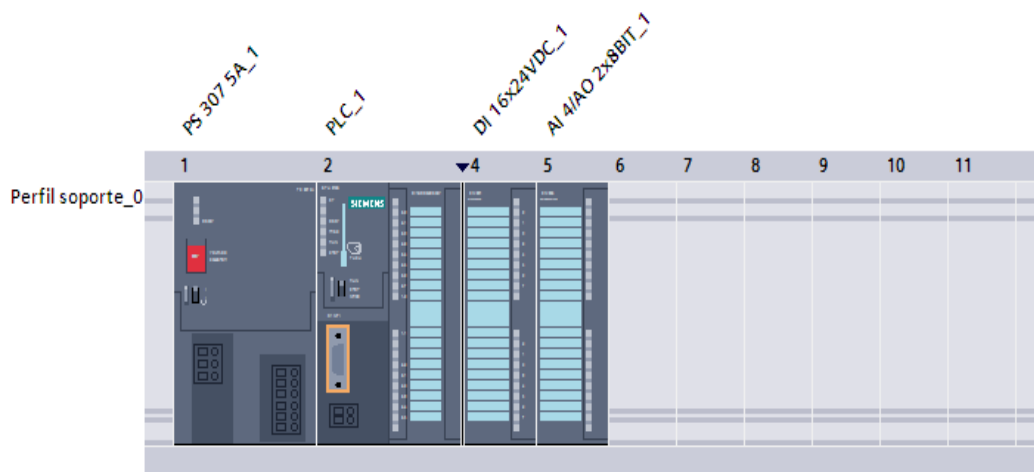 PS 307 5A_1
PLC_1
DI 16x24VDC_1
AI 4/AO 2x8BIT_1
1 2 4 5 6 7 8 9 10 11
Perfil soporte_0
SIEMENS